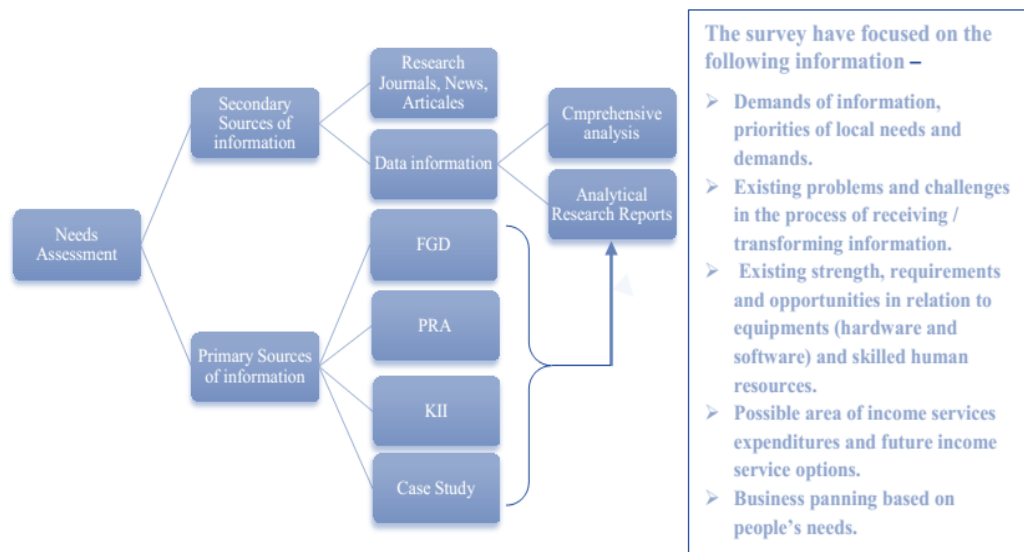 Needs
Assessment
Secondary
Sources of
information
Primary Sources
of information
Research
Journals, News,
Articales
Data information
FGD
PRA
KII
Case Study
Cmprehensive
analysis
Analytical
Research Reports
The survey have focused on the
following information –
➢ Demands of information,
priorities of local needs and
demands.
➢ Existing problems and challenges
in the process of receiving /
transforming information.
➢ Existing strength, requirements
and opportunities in relation to
equipments (hardware and
software) and skilled human
resources.
➢ Possible area of income services
expenditures and future income
service options.
➢ Business panning based on
people’s needs.